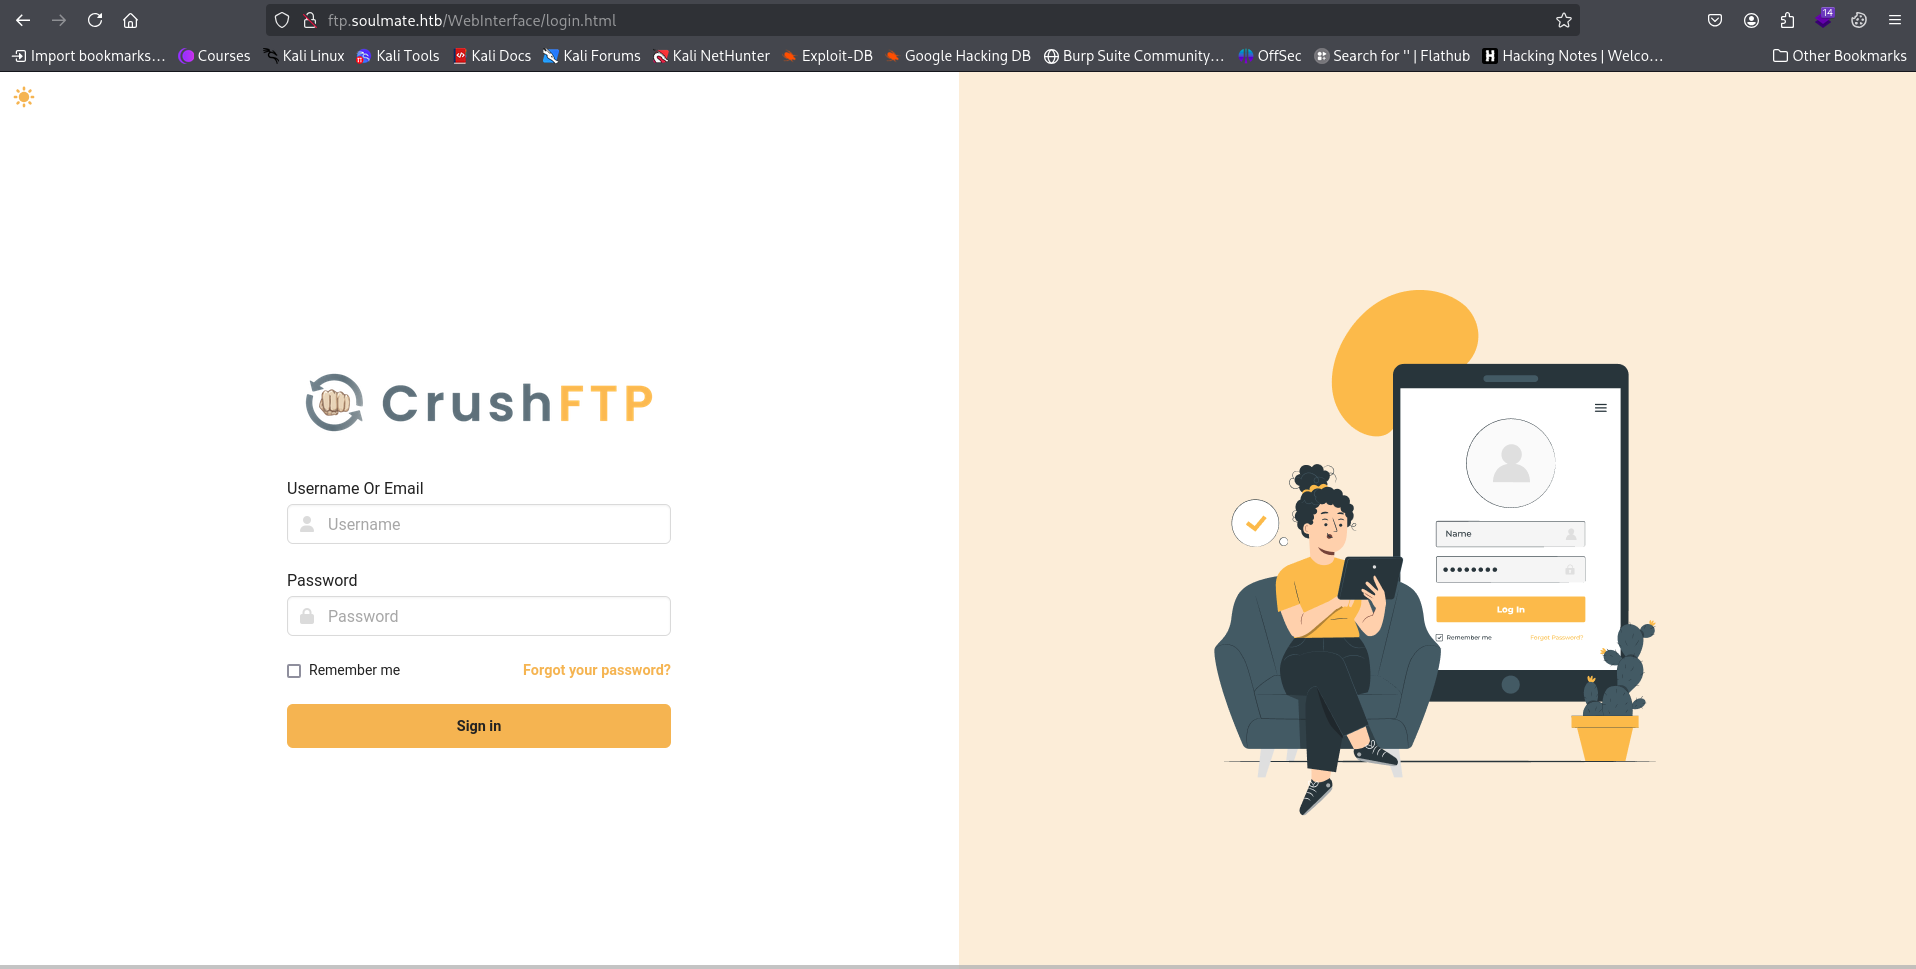 14
ftp.soulmate.htb/WebInterface/login.html
Import bookmarks... Courses Kali Linux Kali Tools Kali Docs Kali Forums Kali NetHunter Exploit-DB Google Hacking DB Burp Suite Community... OffSec Search for '' | Flathub Hacking Notes | Welco... Other Bookmarks
CrushFTP
Username Or Email
Username
Password
Password
Remember me Forgot your password?
Sign in
Name
Log In
Remember me Forgot Password?